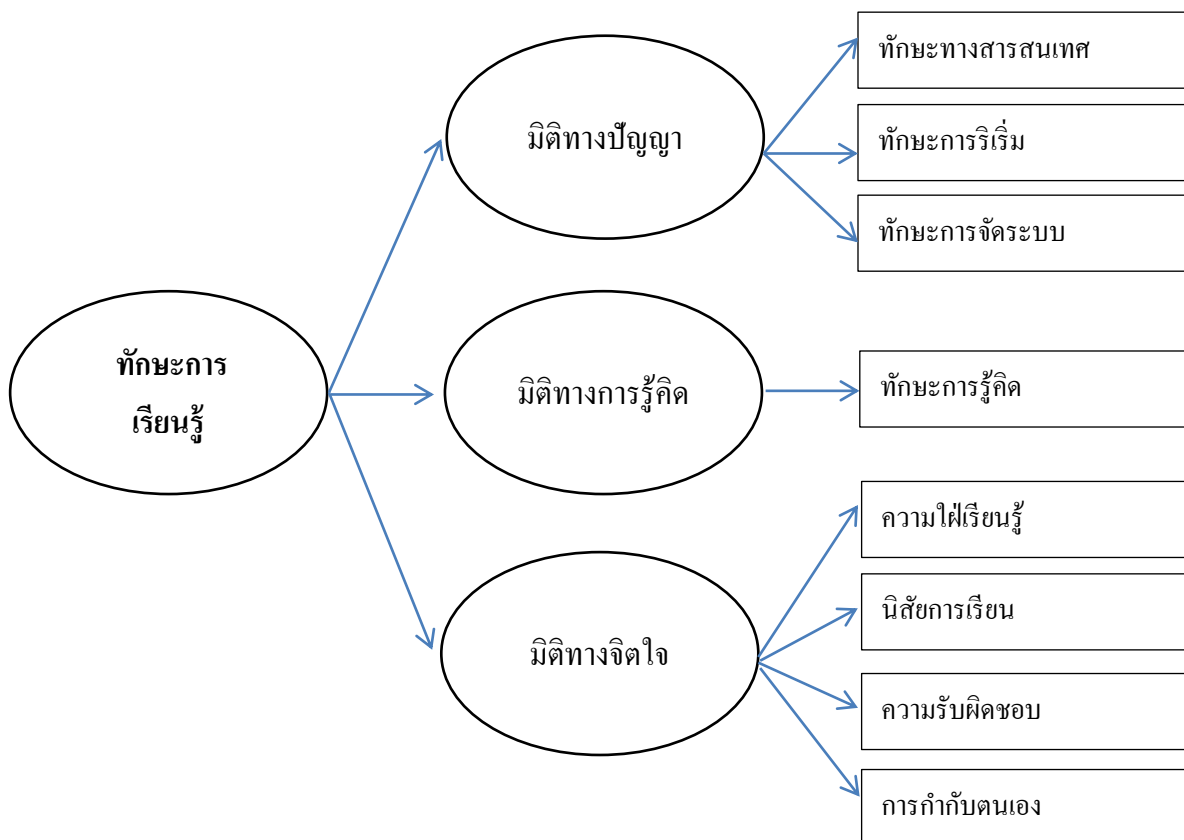 ทักษะการ
เรียนรู้
มิติทางปัญญา
ทักษะทางสารสนเทศ
ทักษะการริเริ่ม
ทักษะการจัดระบบ
มิติทางการรู้คิด
ทักษะการรู้คิด
มิติทางจิตใจ
ความใฝ่เรียนรู้
นิสัยการเรียน
ความรับผิดชอบ
การกำกับตนเอง